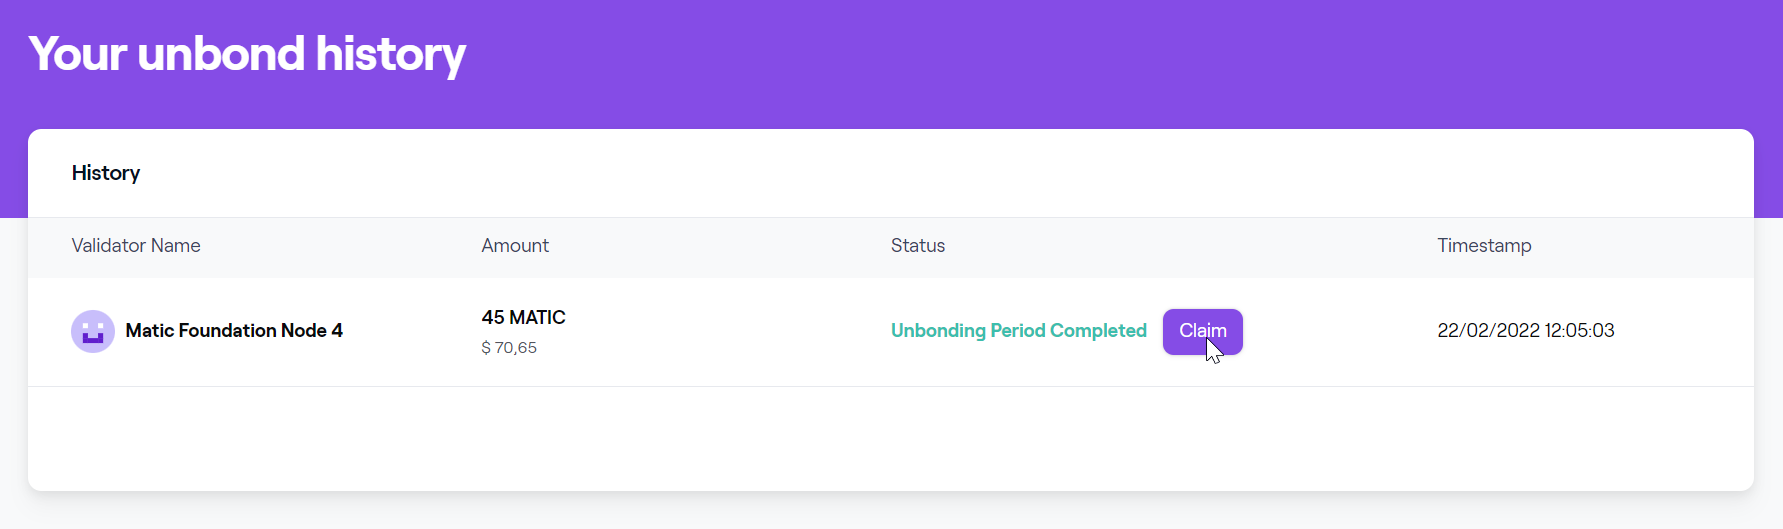 Your unbond history
History
Validator Name Amount Status Timestamp
Matic Foundation Node 4 45 MATIC Unbonding Period Completed Claim 22/02/2022 12:05:03
$ 70,65